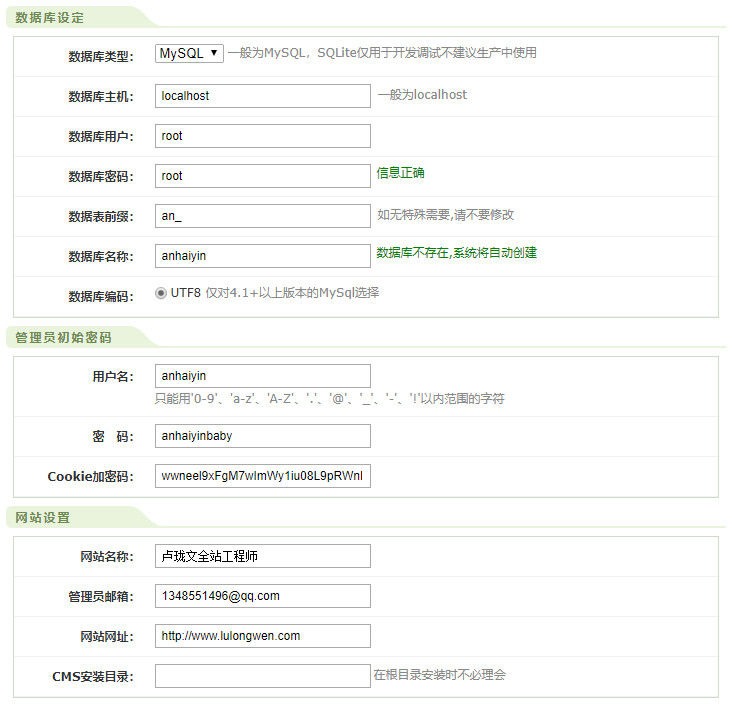 数据库设定
数据库类型： MySQL 一般为MySQL，SQLite仅用于开发调试不建议生产中使用
数据库主机： localhost 一般为localhost
数据库用户： root
数据库密码： root 信息正确
数据表前缀： an_ 如无特殊需要,请不要修改
数据库名称： anhaiyin 数据库不存在,系统将自动创建
数据库编码： UTF8 仅对4.1+以上版本的MySql选择
管理员初始密码
用户名： anhaiyin
只能用'0-9'、'a-z'、'A-Z'、'.'、'@'、'_'、'-'、'!'以内范围的字符
密 码： anhaiyinbaby
Cookie加密码：
网站设置
网站名称： 卢珑文全站工程师
管理员邮箱： 1348551496@qq.com
网站网址： http://www.lulongwen.com
CMS安装目录： 在根目录安装时不必理会